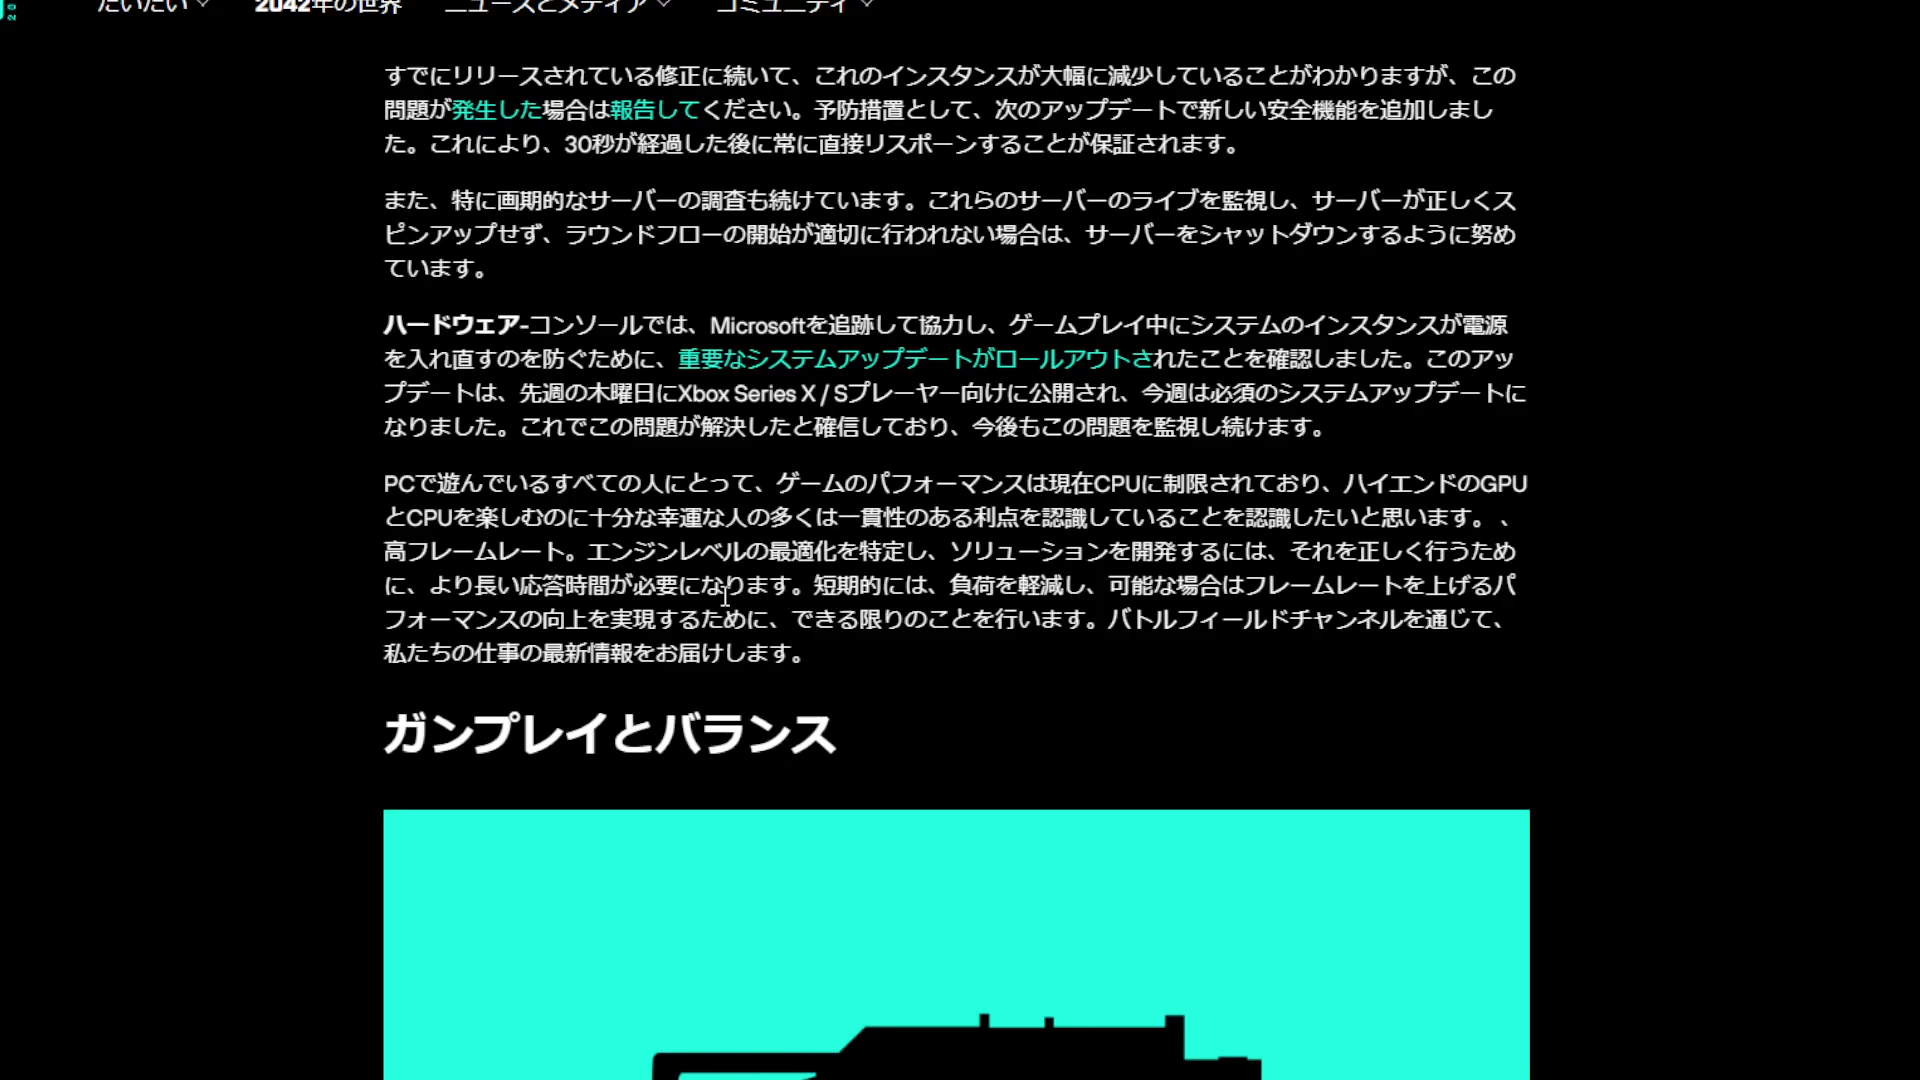 だいたい
2042年の世界
ニュースとメディア
コミュニティ
すでにリリースされている修正に続いて、これのインスタンスが大幅に減少していることがわかりますが、この
問題が発生した場合は報告してください。予防措置として、次のアップデートで新しい安全機能を追加しまし
た。これにより、30秒が経過した後に常に直接リスポーンすることが保証されます。
また、特に画期的なサーバーの調査も続けています。これらのサーバーのライブを監視し、サーバーが正しくス
ピンアップせず、ラウンドフローの開始が適切に行われない場合は、サーバーをシャットダウンするように努め
ています。
ハードウェア-コンソールでは、Microsoftを追跡して協力し、ゲームプレイ中にシステムのインスタンスが電源
を入れ直すのを防ぐために、重要なシステムアップデートがロールアウトされたことを確認しました。このアッ
プデートは、先週の木曜日にXbox Series X / Sプレーヤー向けに公開され、今週は必須のシステムアップデートに
なりました。これでこの問題が解決したと確信しており、今後もこの問題を監視し続けます。
PCで遊んでいるすべての人にとって、ゲームのパフォーマンスは現在CPUに制限されており、ハイエンドのGPU
とCPUを楽しむのに十分な幸運な人の多くは一貫性のある利点を認識していることを認識したいと思います。 、
高フレームレート。エンジンレベルの最適化を特定し、ソリューションを開発するには、それを正しく行うため
に、より長い応答時間が必要になります。短期的には、負荷を軽減し、可能な場合はフレームレートを上げるパ
フォーマンスの向上を実現するために、できる限りのことを行います。バトルフィールドチャンネルを通じて、
私たちの仕事の最新情報をお届けします。
ガンプレイとバランス